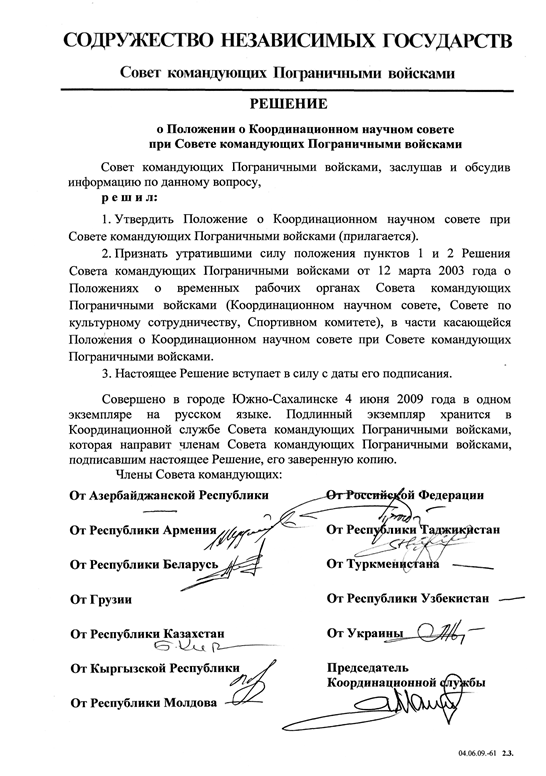 СОДРУЖЕСТВО НЕЗАВИСИМЫХ ГОСУДАРСТВ
Совет командующих Пограничными войсками
РЕШЕНИЕ
о Положении о Координационном научном совете
при Совете командующих Пограничными войсками
Совет командующих Пограничными войсками, заслушав и обсудив
информацию по данному вопросу,
р е ш и л:
1. Утвердить Положение о Координационном научном совете при
Совете командующих Пограничными войсками (прилагается).
2. Признать утратившими силу положения пунктов 1 и 2 Решения
Совета командующих Пограничными войсками от 12 марта 2003 года о
Положениях о временных рабочих органах Совета командующих
Пограничными войсками (Координационном научном совете, Совете по
культурному сотрудничеству, Спортивном комитете), в части касающейся
Положения о Координационном научном совете при Совете командующих
Пограничными войсками.
3. Настоящее Решение вступает в силу с даты его подписания.
Совершено в городе Южно-Сахалинске 4 июня 2009 года в одном
экземпляре на русском языке. Подлинный экземпляр хранится в
Координационной службе Совета командующих Пограничными войсками,
которая направит членам Совета командующих Пограничными войсками,
подписавшим настоящее Решение, его заверенную копию.
Члены Совета командующих:
От Азербайджанской Республики
От Российской Федерации
От Республики Армения
От Республики Таджикистан
От Республики Беларусь
От Туркменистана
От Грузии
От Республики Узбекистан
От Республики Казахстан
От Украины
От Кыргызской Республики
Председатель
Координационной службы
От Республики Молдова
04.06.09.-61 2.3.